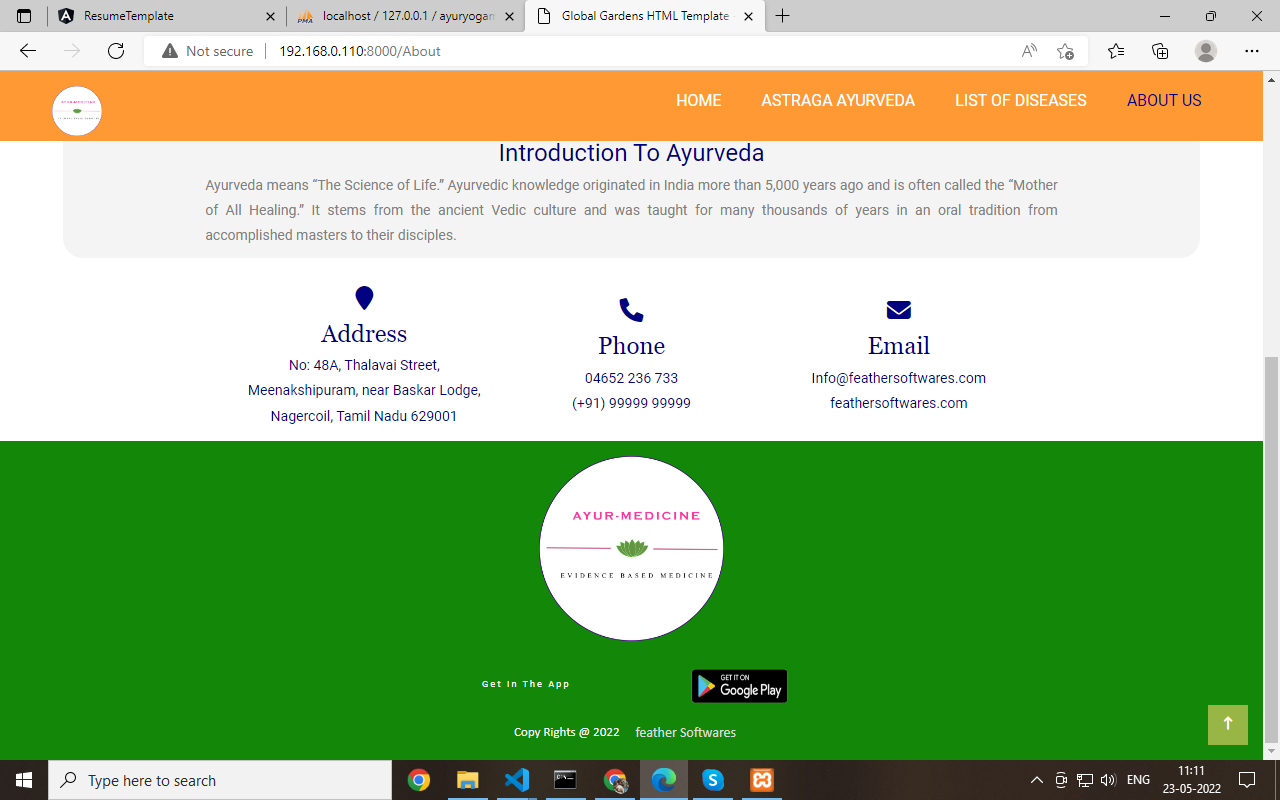 ResumeTemplate
localhost / 127.0.0.1 / ayuryogam
Global Gardens HTML Template
Not secure
192.168.0.110:8000/About
AYUR-MEDICINE
HOME
ASTRAGA AYURVEDA
LIST OF DISEASES
ABOUT US
Introduction To Ayurveda
Ayurveda means “The Science of Life.” Ayurvedic knowledge originated in India more than 5,000 years ago and is often called the “Mother
of All Healing.” It stems from the ancient Vedic culture and was taught for many thousands of years in an oral tradition from
accomplished masters to their disciples.
Address
No: 48A, Thalavai Street,
Meenakshipuram, near Baskar Lodge,
Nagercoil, Tamil Nadu 629001
Phone
04652 236 733
(+91) 99999 99999
Email
Info@feathersoftwares.com
feathersoftwares.com
AYUR-MEDICINE
EVIDENCE BASED MEDICINE
Get In The App
GET IT ON
Google Play
Copy Rights @ 2022 feather Softwares
Type here to search
ENG
11:11
23-05-2022